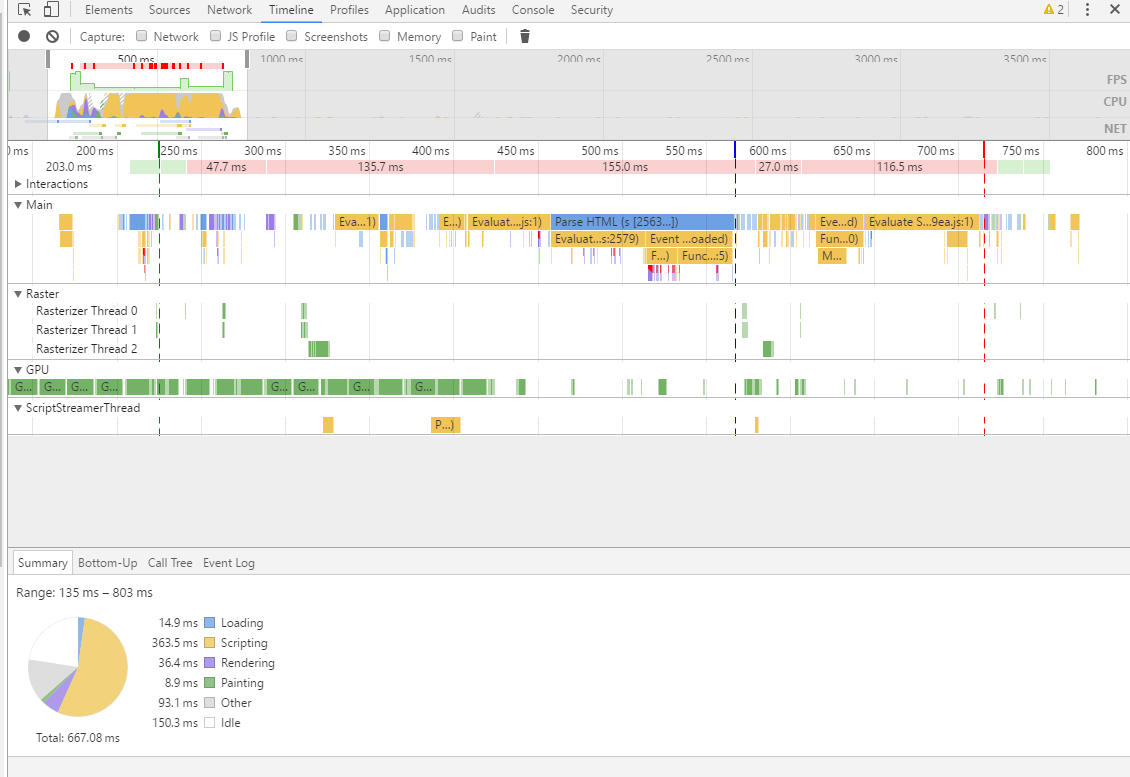 Elements Sources Network Timeline Profiles Application Audits Console Security 2
Capture: Network JS Profile Screenshots Memory Paint
500 ms 1000 ms 1500 ms 2000 ms 2500 ms 3000 ms 3500 ms
FPS
CPU
NET
0 ms 200 ms 250 ms 300 ms 350 ms 400 ms 450 ms 500 ms 550 ms 600 ms 650 ms 700 ms 750 ms 800 ms
203.0 ms 47.7 ms 135.7 ms 155.0 ms 27.0 ms 116.5 ms
Interactions
Main
Eva...1) E...) Evaluat....js:1) Parse HTML (s [2563...]) Eve...d) Evaluate S...9ea.js:1)
Evaluat...s:2579) Event ...oaded) Fun...0)
F...) Func...:5) M...
Raster
Rasterizer Thread 0
Rasterizer Thread 1
Rasterizer Thread 2
GPU
G... G... G... G... G... G... G... G...
ScriptStreamerThread
P...)
Summary Bottom-Up Call Tree Event Log
Range: 135 ms – 803 ms
14.9 ms Loading
363.5 ms Scripting
36.4 ms Rendering
8.9 ms Painting
93.1 ms Other
150.3 ms Idle
Total: 667.08 ms